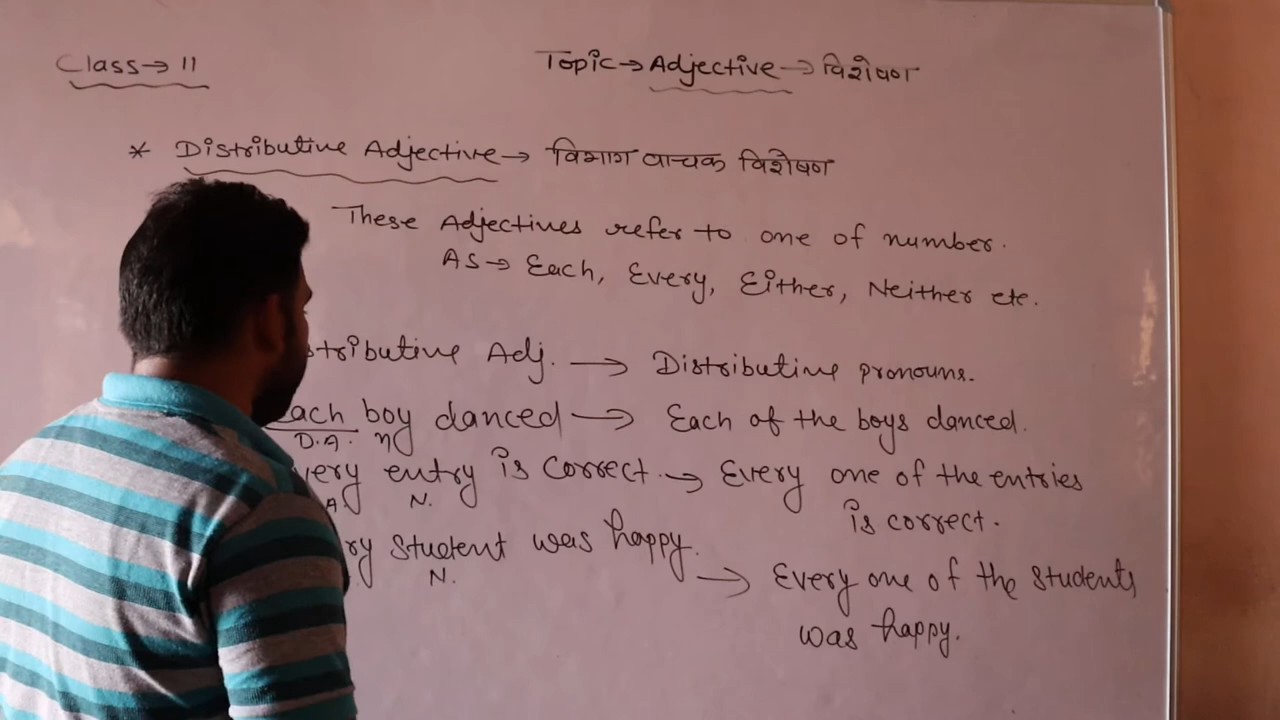 Class → 11
Topic → Adjective → विशेषण
* Distributive Adjective → विभाग वाचक विशेषण
These Adjectives refer to one of number.
As → Each, Every, Either, Neither etc.
tributive Adj. → Distributive pronouns.
Each boy danced → Each of the boys danced.
D.A. N
very entry is correct. → Every one of the entries
A N.
is correct.
ry Student was happy.
N.
→ Every one of the students
was happy.